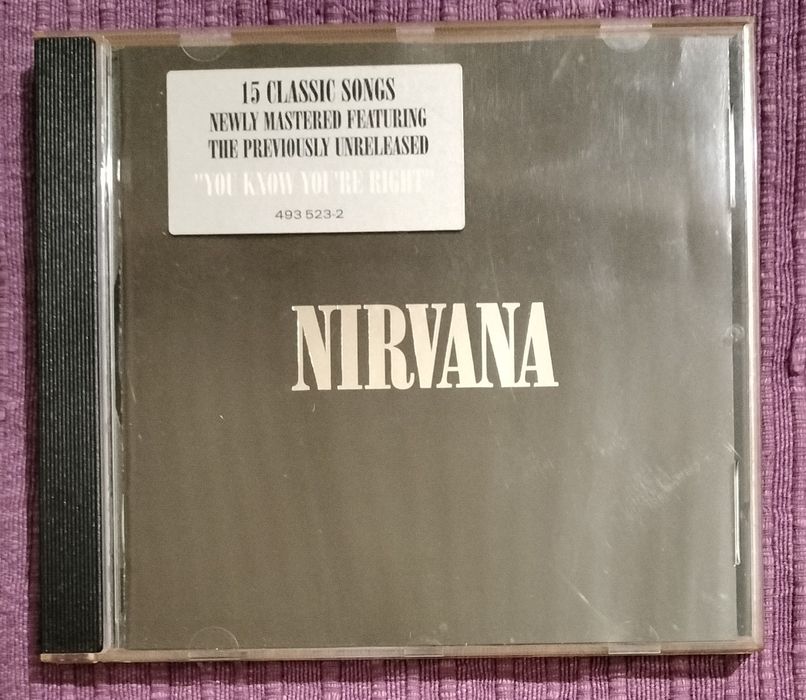 15 CLASSIC SONGS
NEWLY MASTERED FEATURING
THE PREVIOUSLY UNRELEASED
"YOU KNOW YOU'RE RIGHT"
493 523-2
NIRVANA